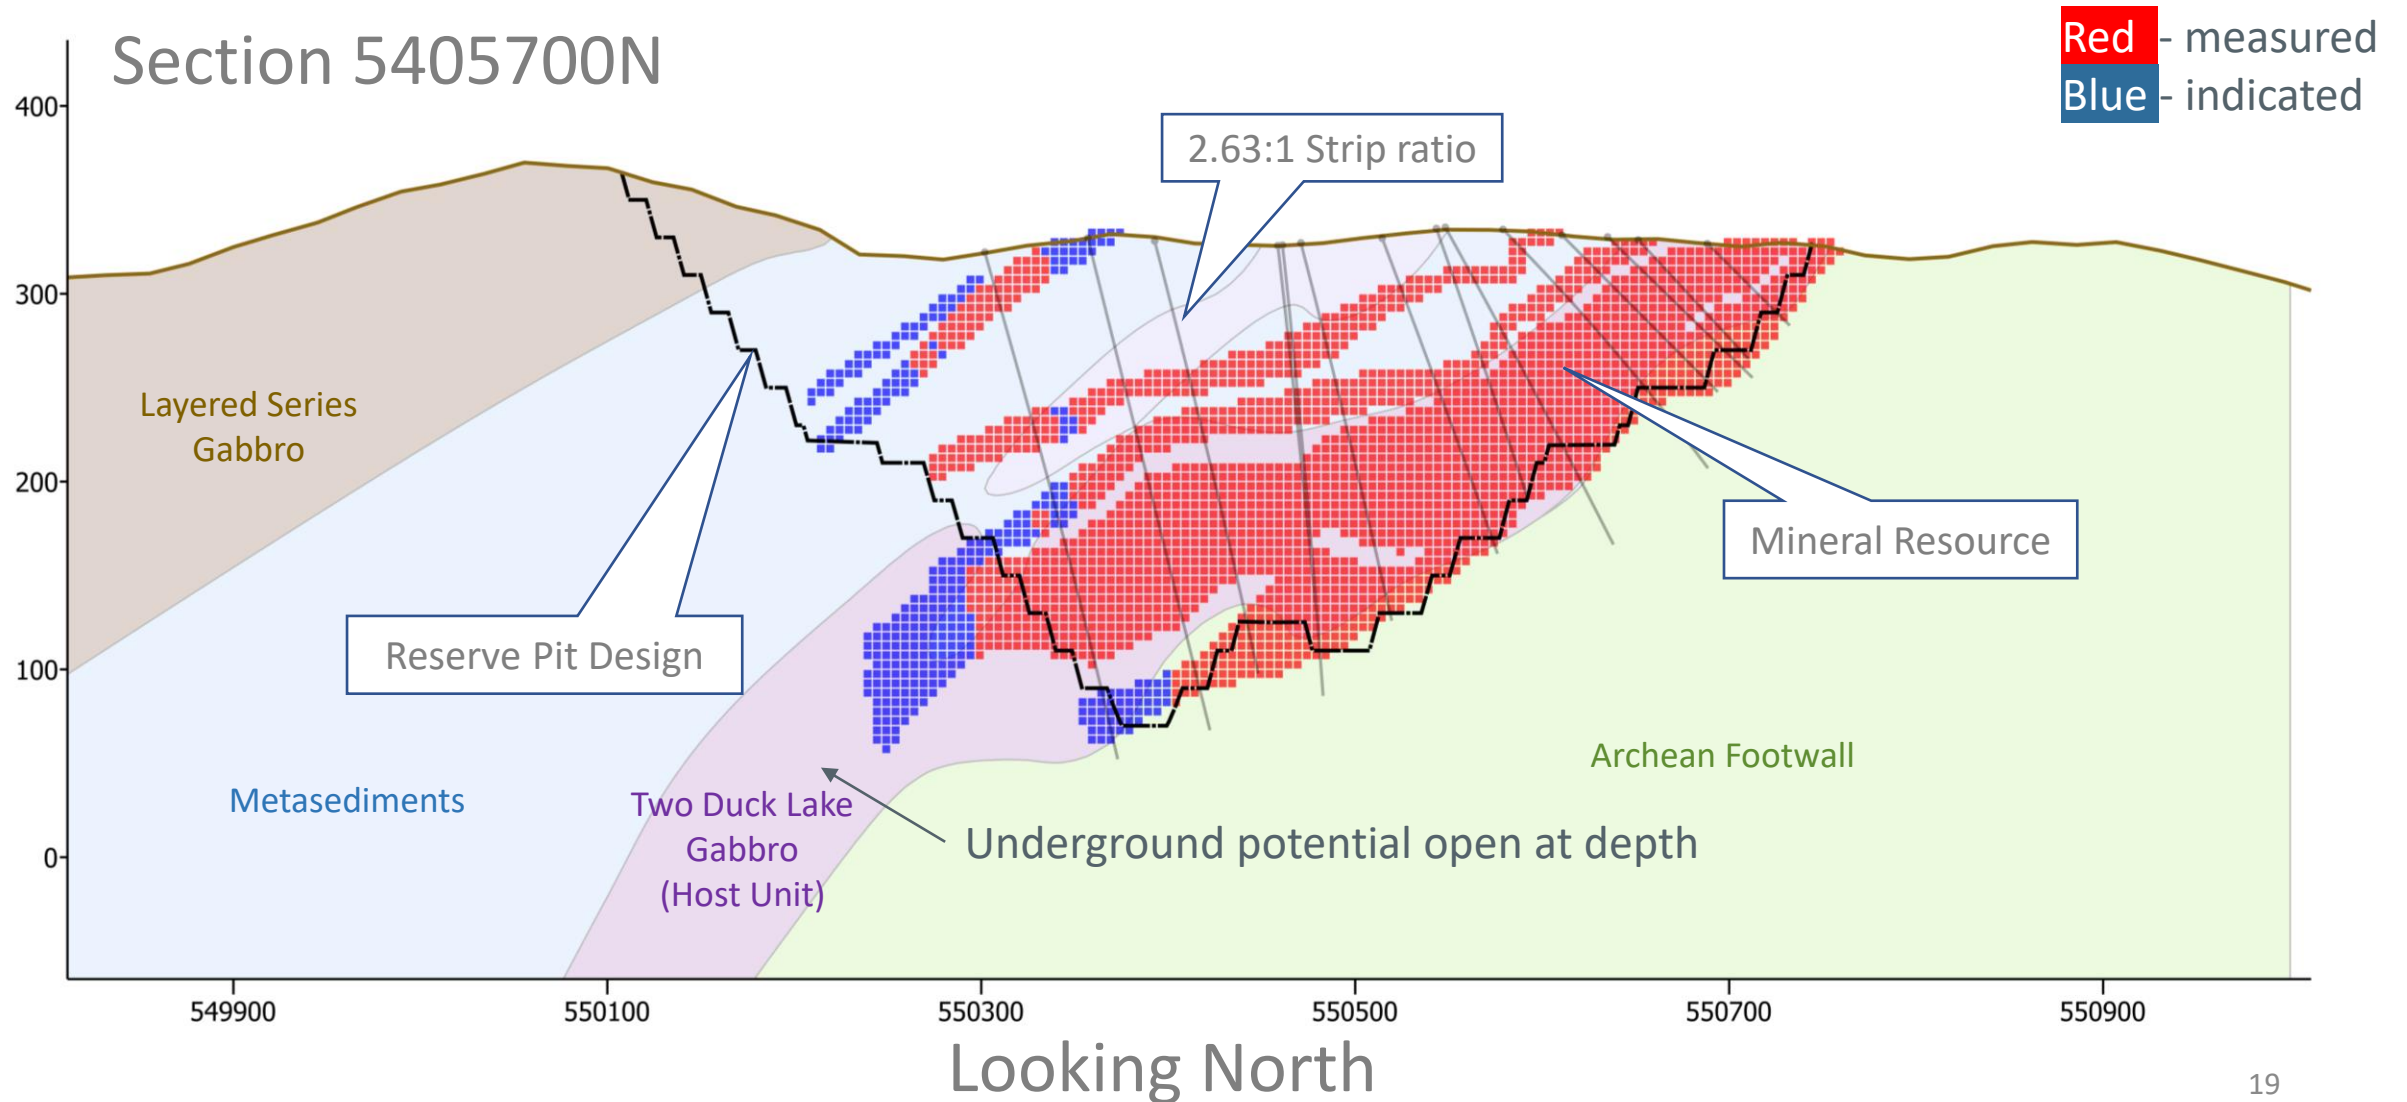 Section 5405700N
Red - measured
Blue - indicated
400
2.63:1 Strip ratio
300
Layered Series
Gabbro
200
Mineral Resource
Reserve Pit Design
100
Archean Footwall
Metasediments
Two Duck Lake
Gabbro
(Host Unit)
Underground potential open at depth
0
549900
550100
550300
550500
550700
550900
Looking North
19